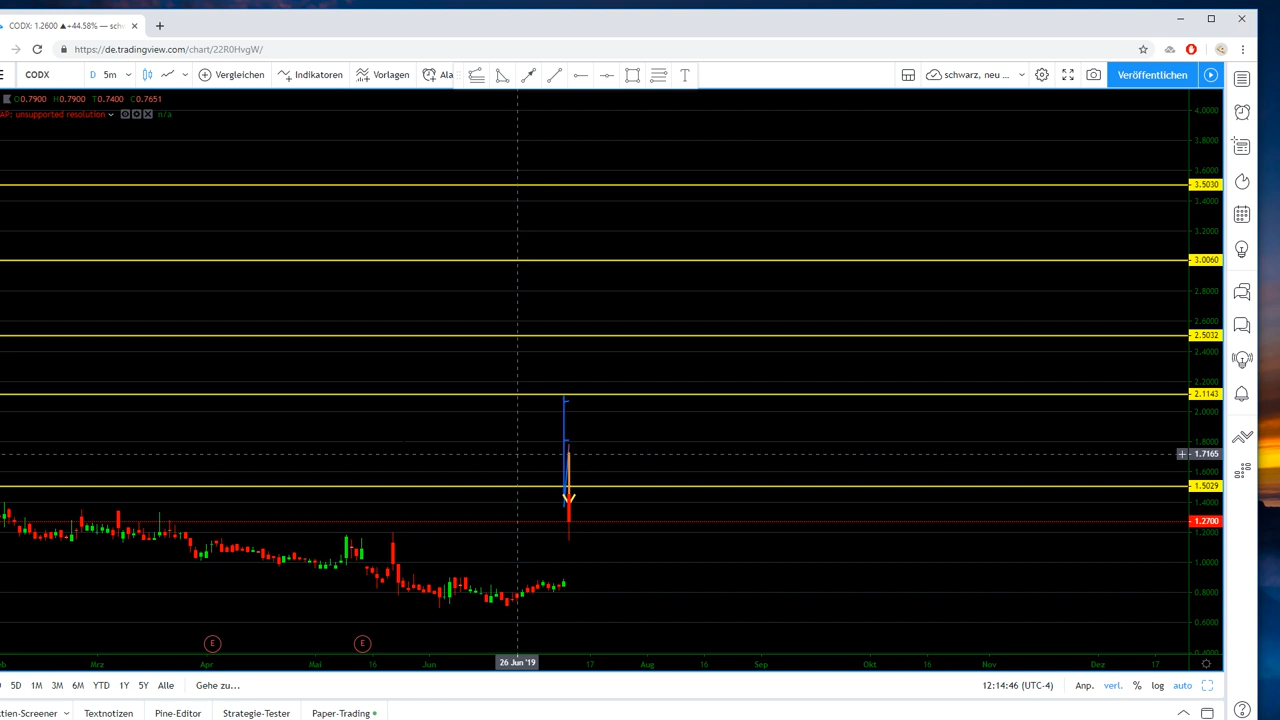 CODX: 1.2600 ▲+44.58% — sch
https://de.tradingview.com/chart/22R0HvgW/
CODX D 5m Vergleichen Indikatoren Vorlagen Ala schwarz, neu ... Veröffentlichen
O0.7900 H0.7900 T0.7400 C0.7651
AP: unsupported resolution n/a
4.0000
3.8000
3.6000
3.5030
3.4000
3.2000
3.0060
2.8000
2.6000
2.5032
2.4000
2.2000
2.1143
2.0000
1.8000
1.7165
1.6000
1.5029
1.4000
1.2700
1.2000
1.0000
0.8000
0.6000
0.4000
E E
Mrz Apr Mai 16 Jun 26 Jun '19 17 Aug 16 Sep Okt 16 Nov Dez 17
5D 1M 3M 6M YTD 1Y 5Y Alle Gehe zu... 12:14:46 (UTC-4) Anp. verl. % log auto
tien-Screener Textnotizen Pine-Editor Strategie-Tester Paper-Trading